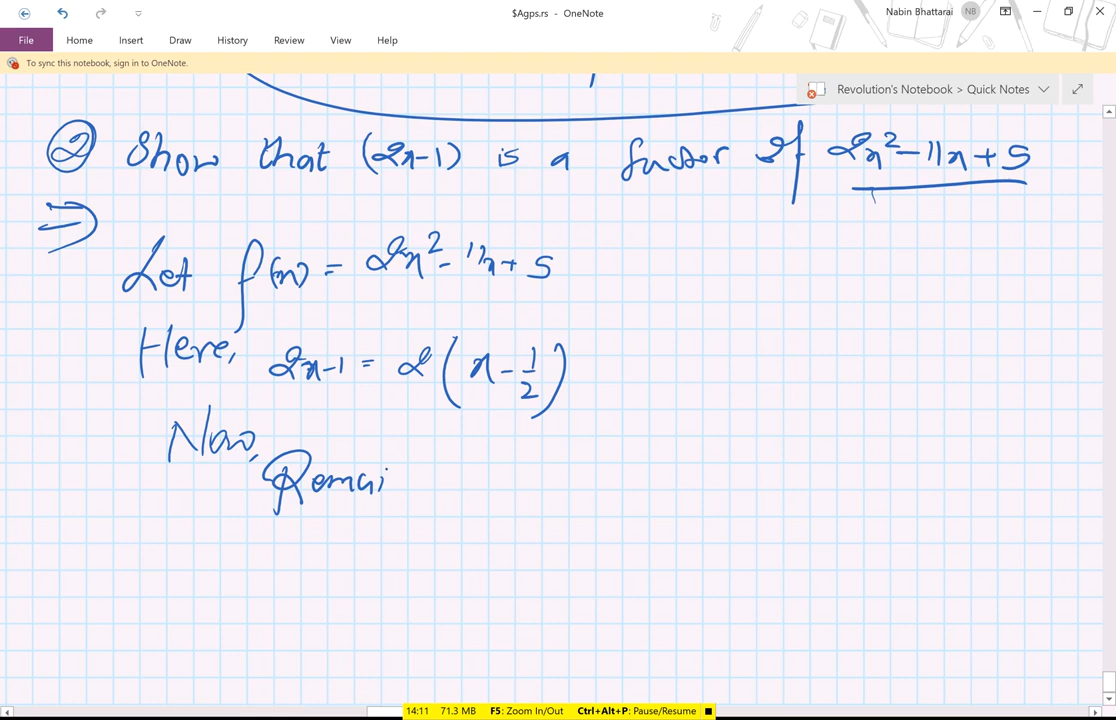 $Agps.rs - OneNote
Nabin Bhattarai NB
File Home Insert Draw History Review View Help
To sync this notebook, sign in to OneNote.
Revolution's Notebook > Quick Notes
② Show that (2x-1) is a factor of 2x² - 11x + 5
⇒
Let f(x) = 2x² - 11x + 5
Here, 2x-1 = 2(x - 1/2)
Now,
Remai
14:11 71.3 MB F5: Zoom In/Out Ctrl+Alt+P: Pause/Resume